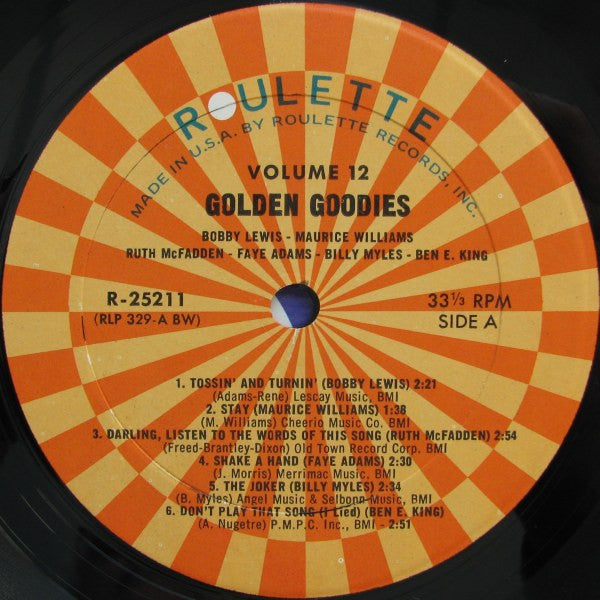 ROULETTE
MADE IN U.S.A. BY ROULETTE RECORDS, INC.
VOLUME 12
GOLDEN GOODIES
BOBBY LEWIS - MAURICE WILLIAMS
RUTH McFADDEN - FAYE ADAMS - BILLY MYLES - BEN E. KING
R-25211
(RLP 329-A BW)
33⅓ RPM
SIDE A
1. TOSSIN' AND TURNIN' (BOBBY LEWIS) 2:21
(Adams-Rene) Lescay Music, BMI
2. STAY (MAURICE WILLIAMS) 1:38
(M. Williams) Cheerio Music Co. BMI
3. DARLING, LISTEN TO THE WORDS OF THIS SONG (RUTH McFADDEN) 2:54
(Freed-Brantley-Dixon) Old Town Record Corp. BMI
4. SHAKE A HAND (FAYE ADAMS) 2:30
(J. Morris) Merrimac Music, BMI
5. THE JOKER (BILLY MYLES) 2:34
(B. Myles) Angel Music & Selbonn Music, BMI
6. DON'T PLAY THAT SONG (I Lied) (BEN E. KING)
(A. Nugetre) P.M.P.C. Inc., BMI - 2:51